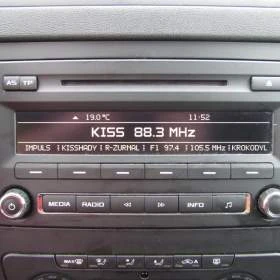 AS TP
19.0°C 11:52
KISS 88.3 MHz
IMPULS KISSHADY R-ZURNAL F1 97.4 105.5 MHz KROKODYL
MEDIA RADIO INFO